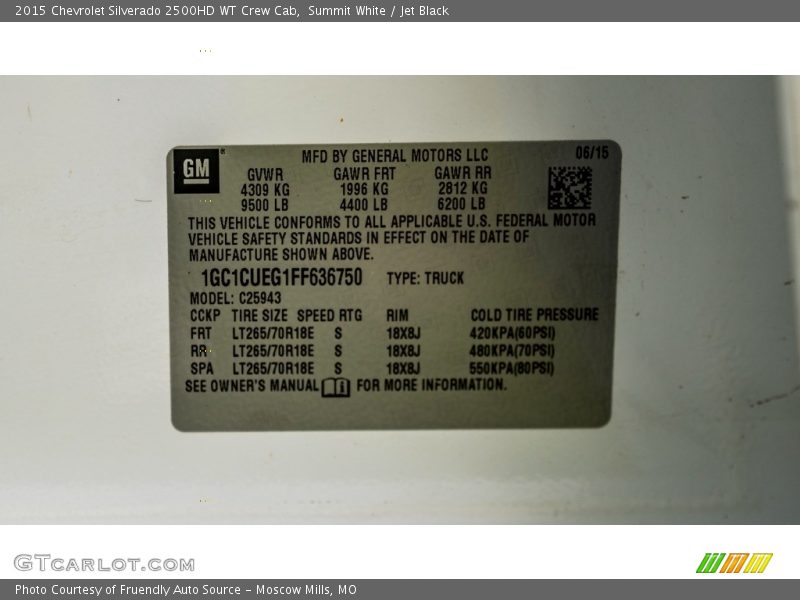 2015 Chevrolet Silverado 2500HD WT Crew Cab,  Summit White / Jet Black
GM®
MFD BY GENERAL MOTORS LLC 06/15
GVWR GAWR FRT GAWR RR
4309 KG 1996 KG 2812 KG
9500 LB 4400 LB 6200 LB
THIS VEHICLE CONFORMS TO ALL APPLICABLE U.S. FEDERAL MOTOR
VEHICLE SAFETY STANDARDS IN EFFECT ON THE DATE OF
MANUFACTURE SHOWN ABOVE.
1GC1CUEG1FF636750 TYPE: TRUCK
MODEL: C25943
CCKP TIRE SIZE SPEED RTG RIM COLD TIRE PRESSURE
FRT LT265/70R18E S 18X8J 420KPA(60PSI)
RR LT265/70R18E S 18X8J 480KPA(70PSI)
SPA LT265/70R18E S 18X8J 550KPA(80PSI)
SEE OWNER'S MANUAL FOR MORE INFORMATION.
GTCARLOT.COM
Photo Courtesy of Fruendly Auto Source – Moscow Mills, MO